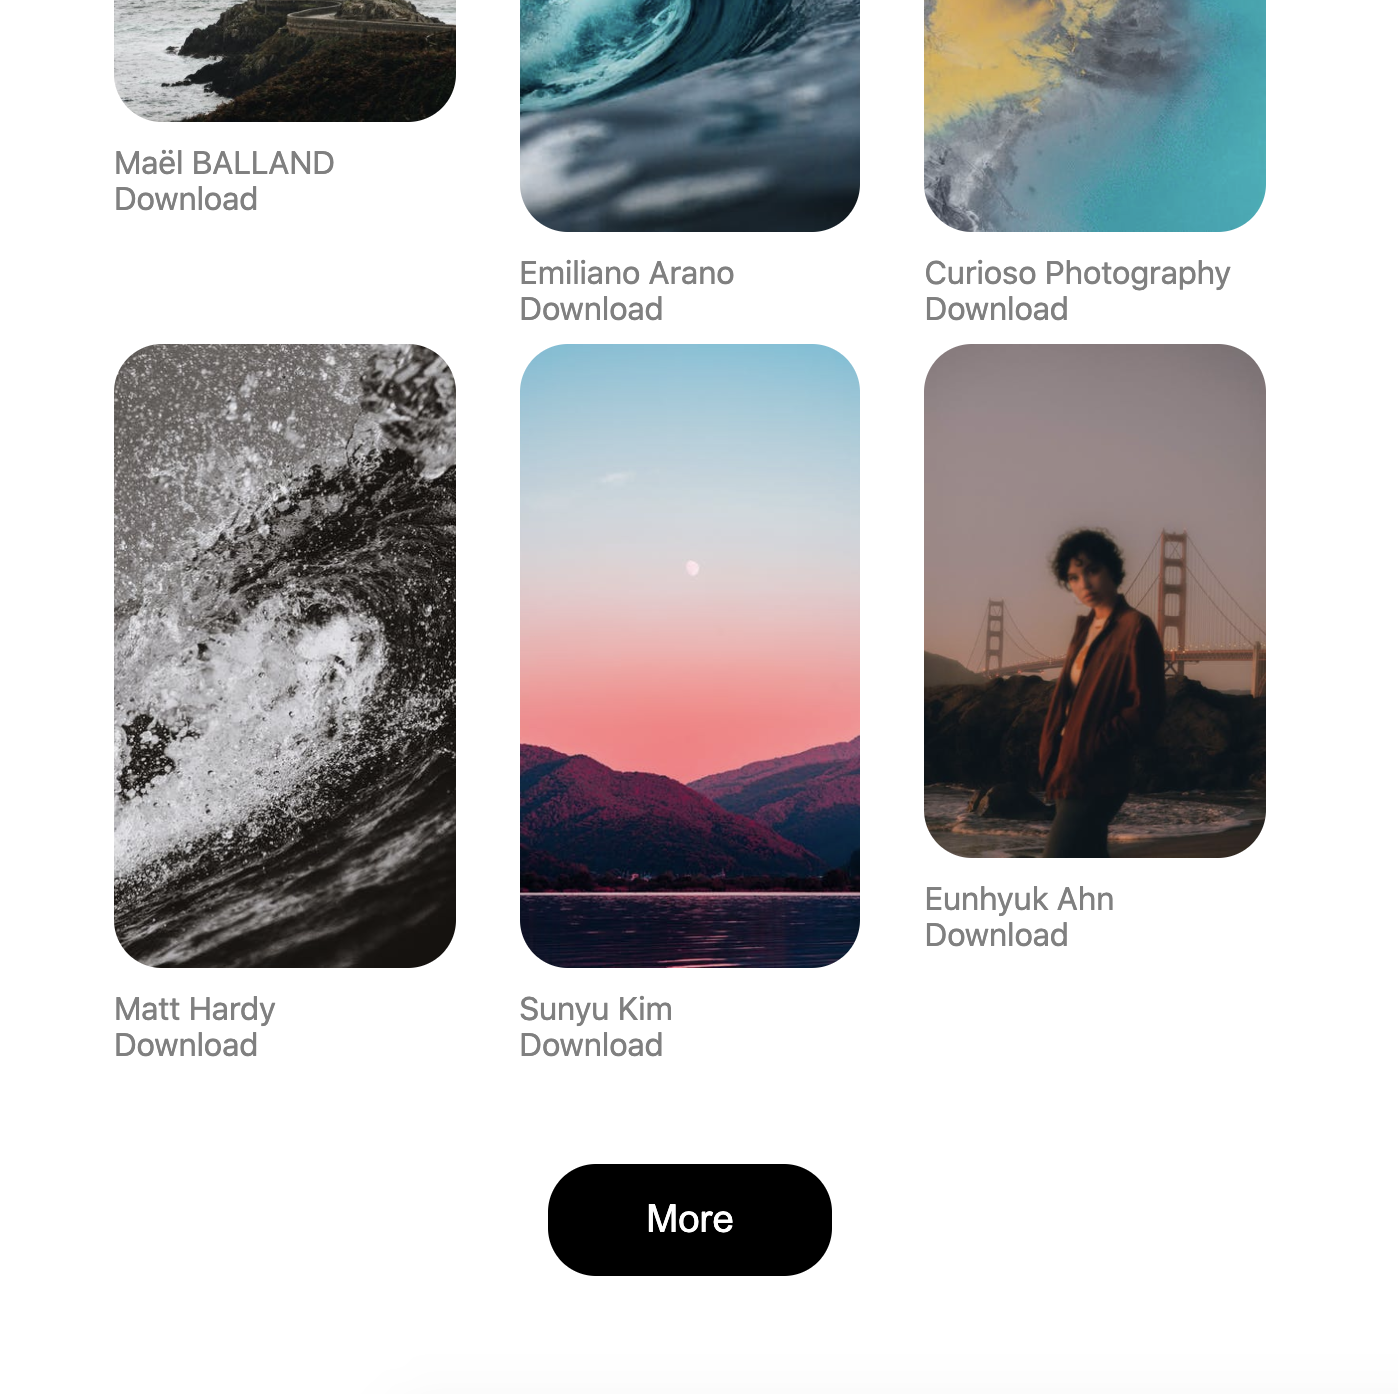 Maël BALLAND
Download
Emiliano Arano
Download
Curioso Photography
Download
Matt Hardy
Download
Sunyu Kim
Download
Eunhyuk Ahn
Download
More